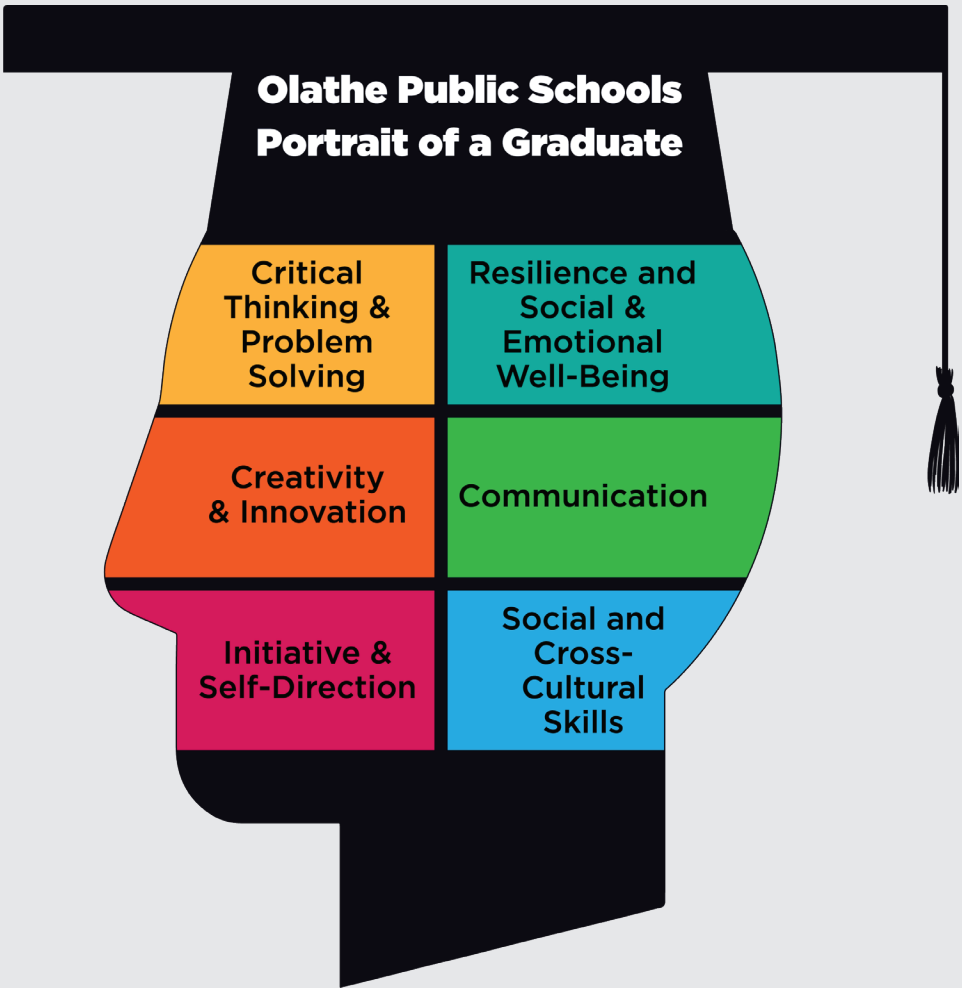 Olathe Public Schools
Portrait of a Graduate
Critical
Thinking &
Problem
Solving
Resilience and
Social &
Emotional
Well-Being
Creativity
& Innovation
Communication
Initiative &
Self-Direction
Social and
Cross-
Cultural
Skills